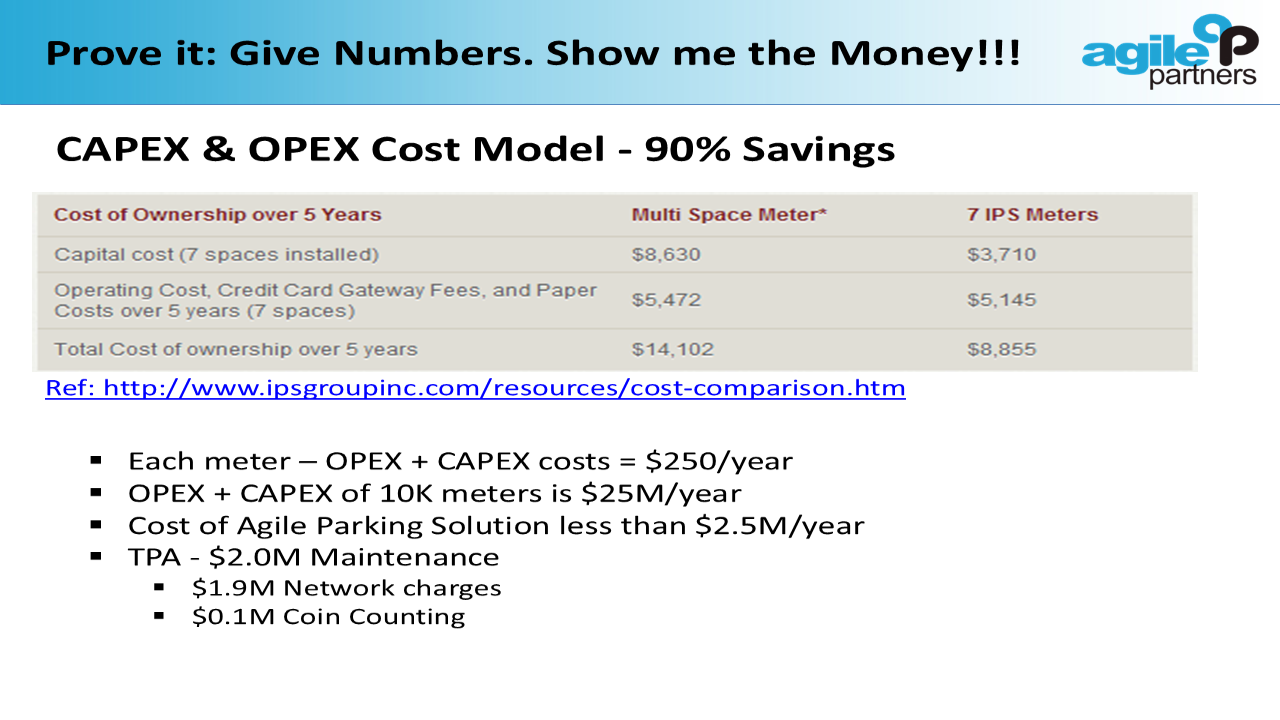 Prove it: Give Numbers. Show me the Money!!!
agile P
partners
CAPEX & OPEX Cost Model - 90% Savings
Cost of Ownership over 5 Years Multi Space Meter* 7 IPS Meters
Capital cost (7 spaces installed) $8,630 $3,710
Operating Cost, Credit Card Gateway Fees, and Paper
Costs over 5 years (7 spaces) $5,472 $5,145
Total Cost of ownership over 5 years $14,102 $8,855
Ref: http://www.ipsgroupinc.com/resources/cost-comparison.htm
▪ Each meter – OPEX + CAPEX costs = $250/year
▪ OPEX + CAPEX of 10K meters is $25M/year
▪ Cost of Agile Parking Solution less than $2.5M/year
▪ TPA - $2.0M Maintenance
▪ $1.9M Network charges
▪ $0.1M Coin Counting